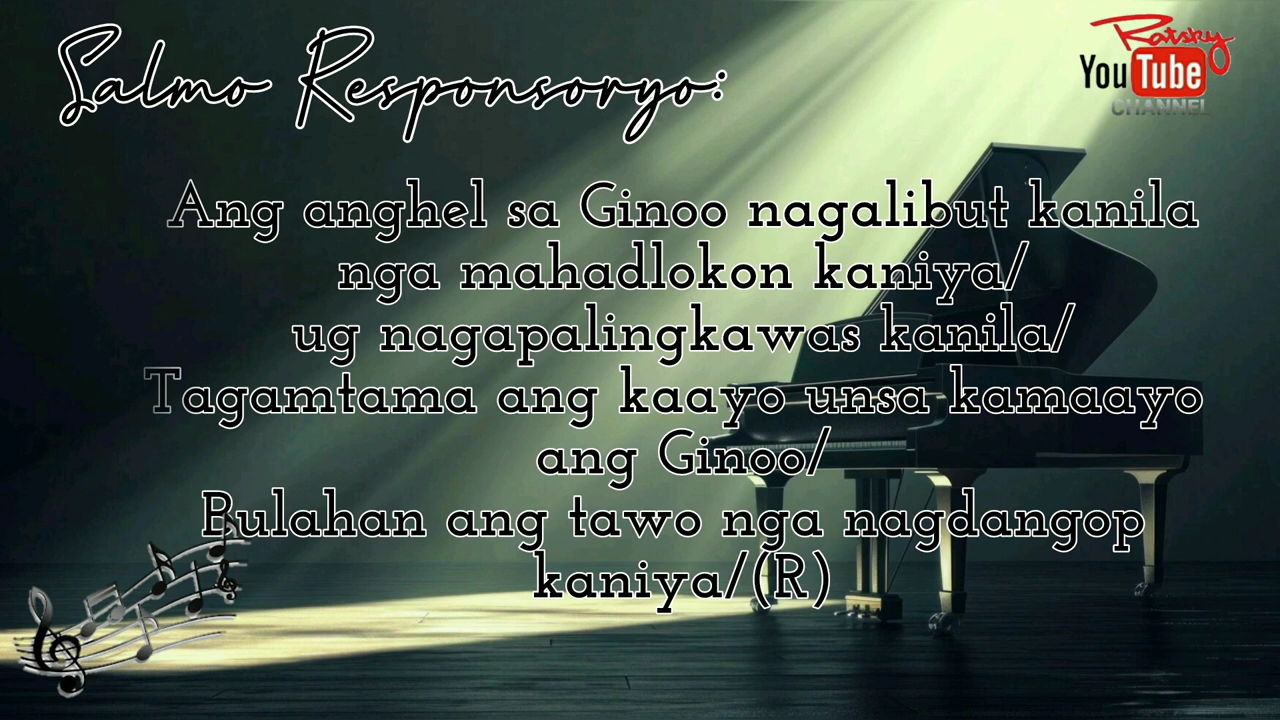 Salmo Responsoryo:
Ratsky
YouTube
CHANNEL
Ang anghel sa Ginoo nagalibut kanila
nga mahadlokon kaniya/
ug nagapalingkawas kanila/
Tagamtama ang kaayo unsa kamaayo
ang Ginoo/
Bulahan ang tawo nga nagdangop
kaniya/(R)